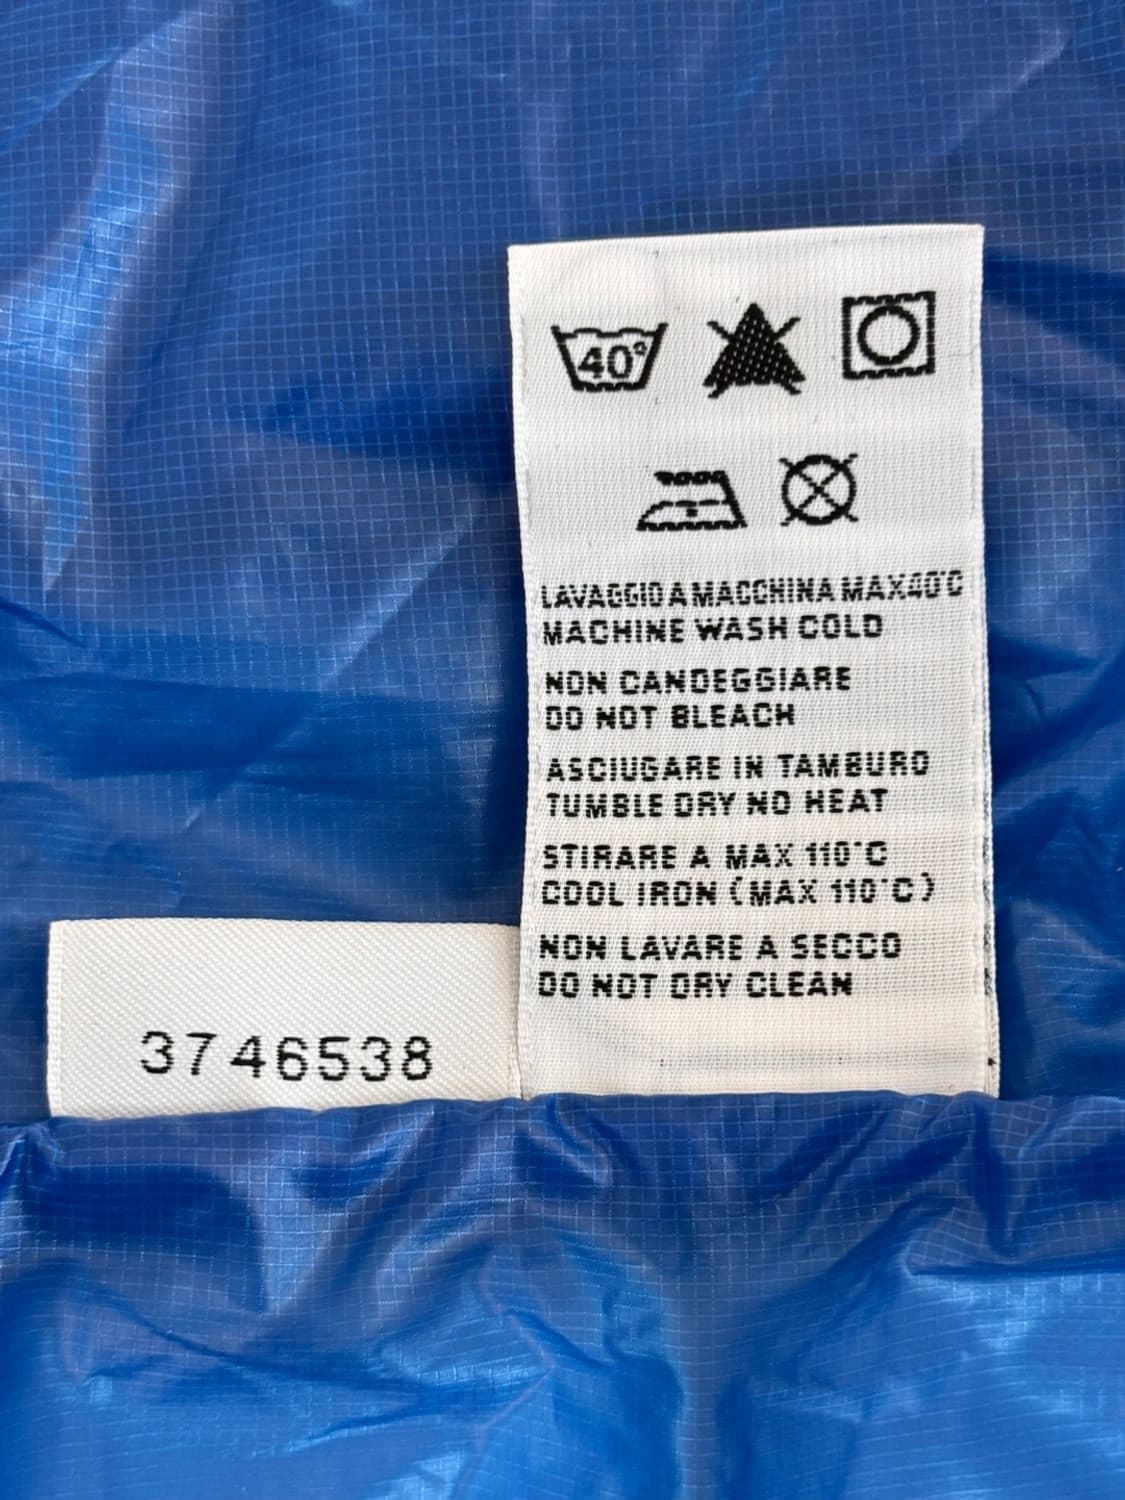 40°
LAVAGGIO A MACCHINA MAX40°C
MACHINE WASH COLD
NON CANDEGGIARE
DO NOT BLEACH
ASCIUGARE IN TAMBURO
TUMBLE DRY NO HEAT
STIRARE A MAX 110°C
COOL IRON (MAX 110°C)
NON LAVARE A SECCO
DO NOT DRY CLEAN
3746538